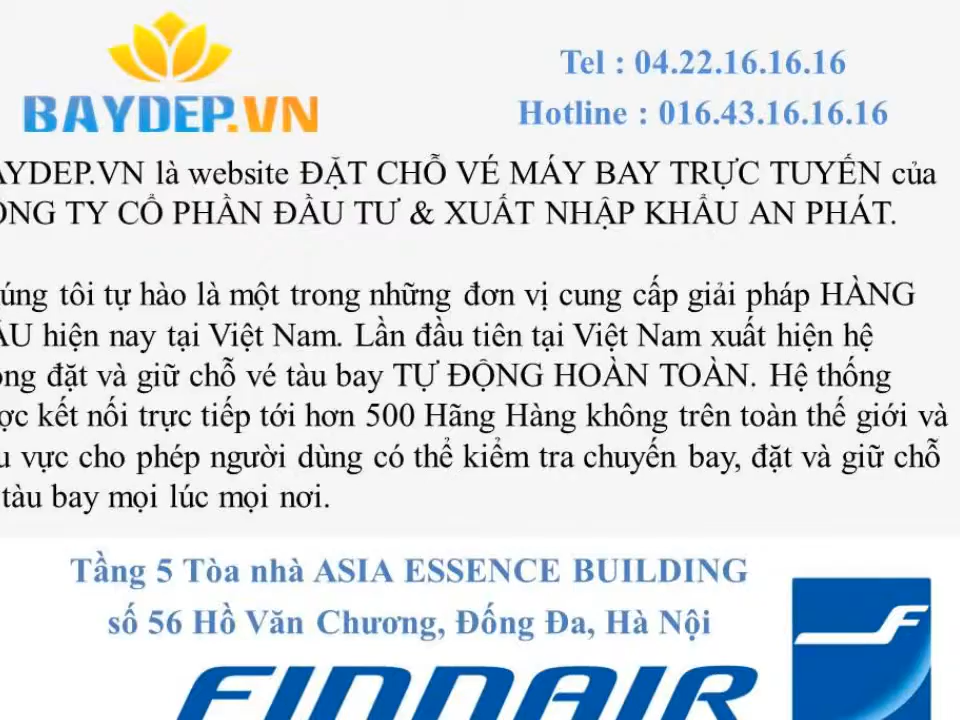 BAYDEP.VN
Tel : 04.22.16.16.16
Hotline : 016.43.16.16.16
AYDEP.VN là website ĐẶT CHỖ VÉ MÁY BAY TRỰC TUYẾN của
ÔNG TY CỔ PHẦN ĐẦU TƯ & XUẤT NHẬP KHẨU AN PHÁT.
úng tôi tự hào là một trong những đơn vị cung cấp giải pháp HÀNG
ẦU hiện nay tại Việt Nam. Lần đầu tiên tại Việt Nam xuất hiện hệ
ống đặt và giữ chỗ vé tàu bay TỰ ĐỘNG HOÀN TOÀN. Hệ thống
ợc kết nối trực tiếp tới hơn 500 Hãng Hàng không trên toàn thế giới và
u vực cho phép người dùng có thể kiểm tra chuyến bay, đặt và giữ chỗ
tàu bay mọi lúc mọi nơi.
Tầng 5 Tòa nhà ASIA ESSENCE BUILDING
số 56 Hồ Văn Chương, Đống Đa, Hà Nội
FINNAIR